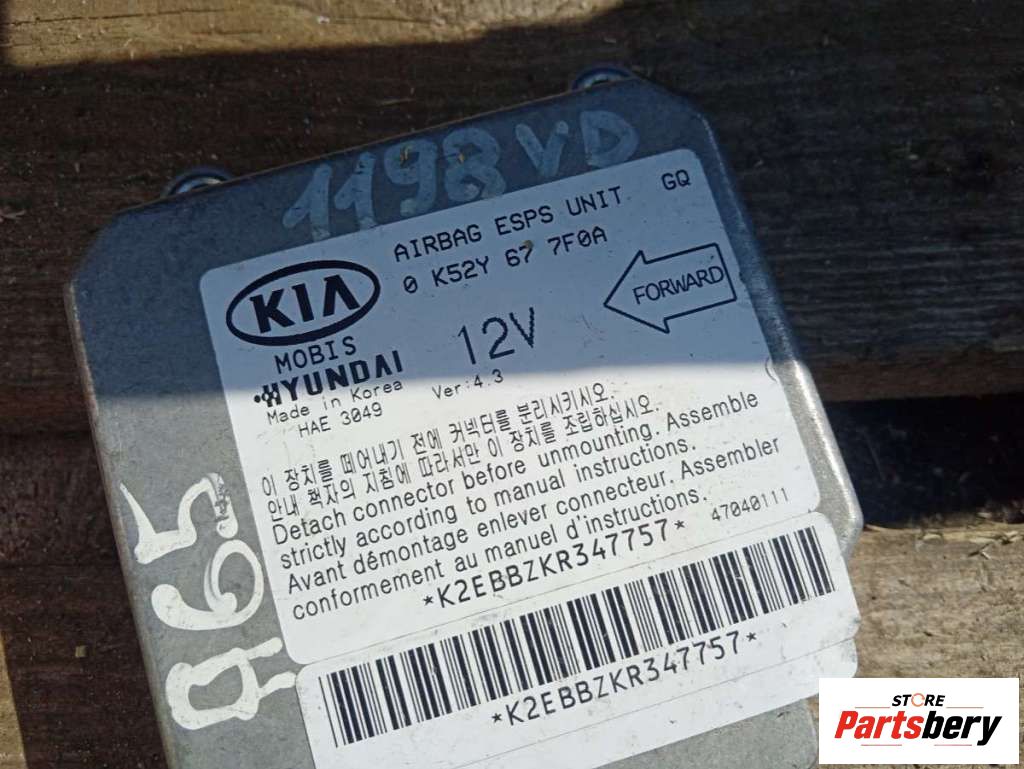 1198VD
AIRBAG ESPS UNIT GQ
0 K52Y 67 7F0A
KIA
FORWARD
12V
MOBIS
HYUNDAI
Made in Korea
HAE 3049 Ver:4.3
이 장치를 떼어내기 전에 커넥터를 분리시키시오.
안내 책자의 지침에 따라서만 이 장치를 조립하십시오.
Detach connector before unmounting. Assemble
strictly according to manual instructions.
Avant démontage enlever connecteur. Assembler
conformement au manuel d'instructions.
47040111
*K2EBBZKR347757*
*K2EBBZKR347757*
A65
STORE
Partsbery